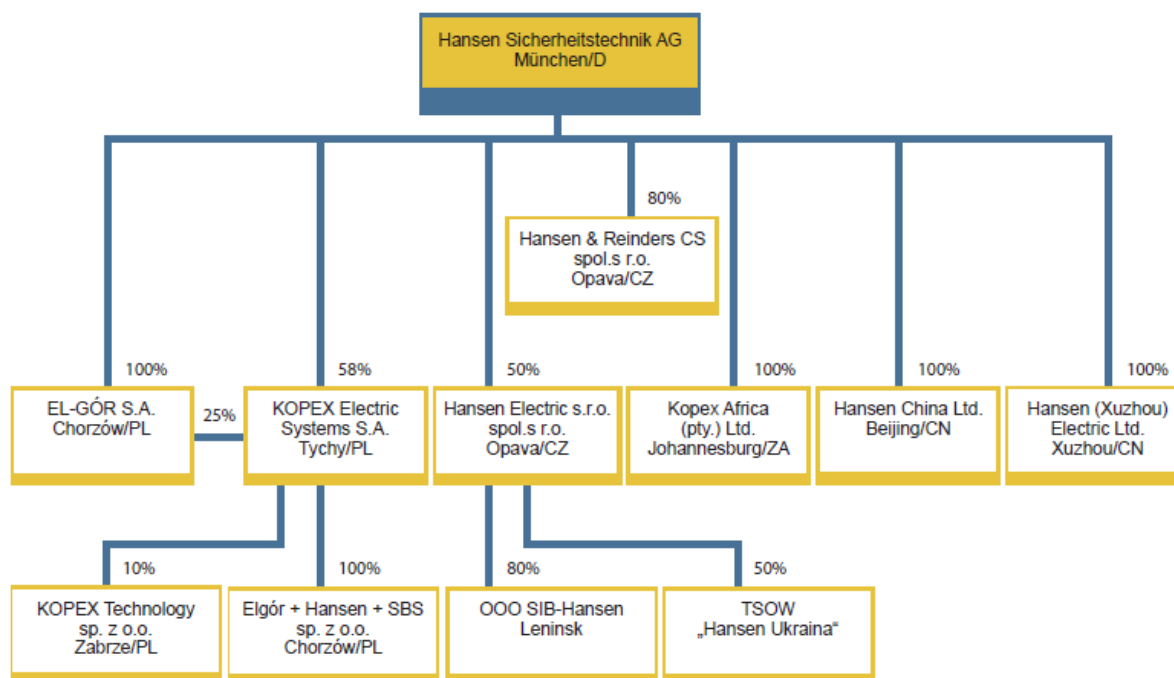 Hansen Sicherheitstechnik AG
München/D
80%
Hansen & Reinders CS
spol.s r.o.
Opava/CZ
100%
EL-GÓR S.A.
Chorzów/PL
25%
58%
KOPEX Electric
Systems S.A.
Tychy/PL
50%
Hansen Electric s.r.o.
spol.s r.o.
Opava/CZ
100%
Kopex Africa
(pty.) Ltd.
Johannesburg/ZA
100%
Hansen China Ltd.
Beijing/CN
100%
Hansen (Xuzhou)
Electric Ltd.
Xuzhou/CN
10%
KOPEX Technology
sp. z o.o.
Zabrze/PL
100%
Elgór + Hansen + SBS
sp. z o.o.
Chorzów/PL
80%
OOO SIB-Hansen
Leninsk
50%
TSOW
„Hansen Ukraina“